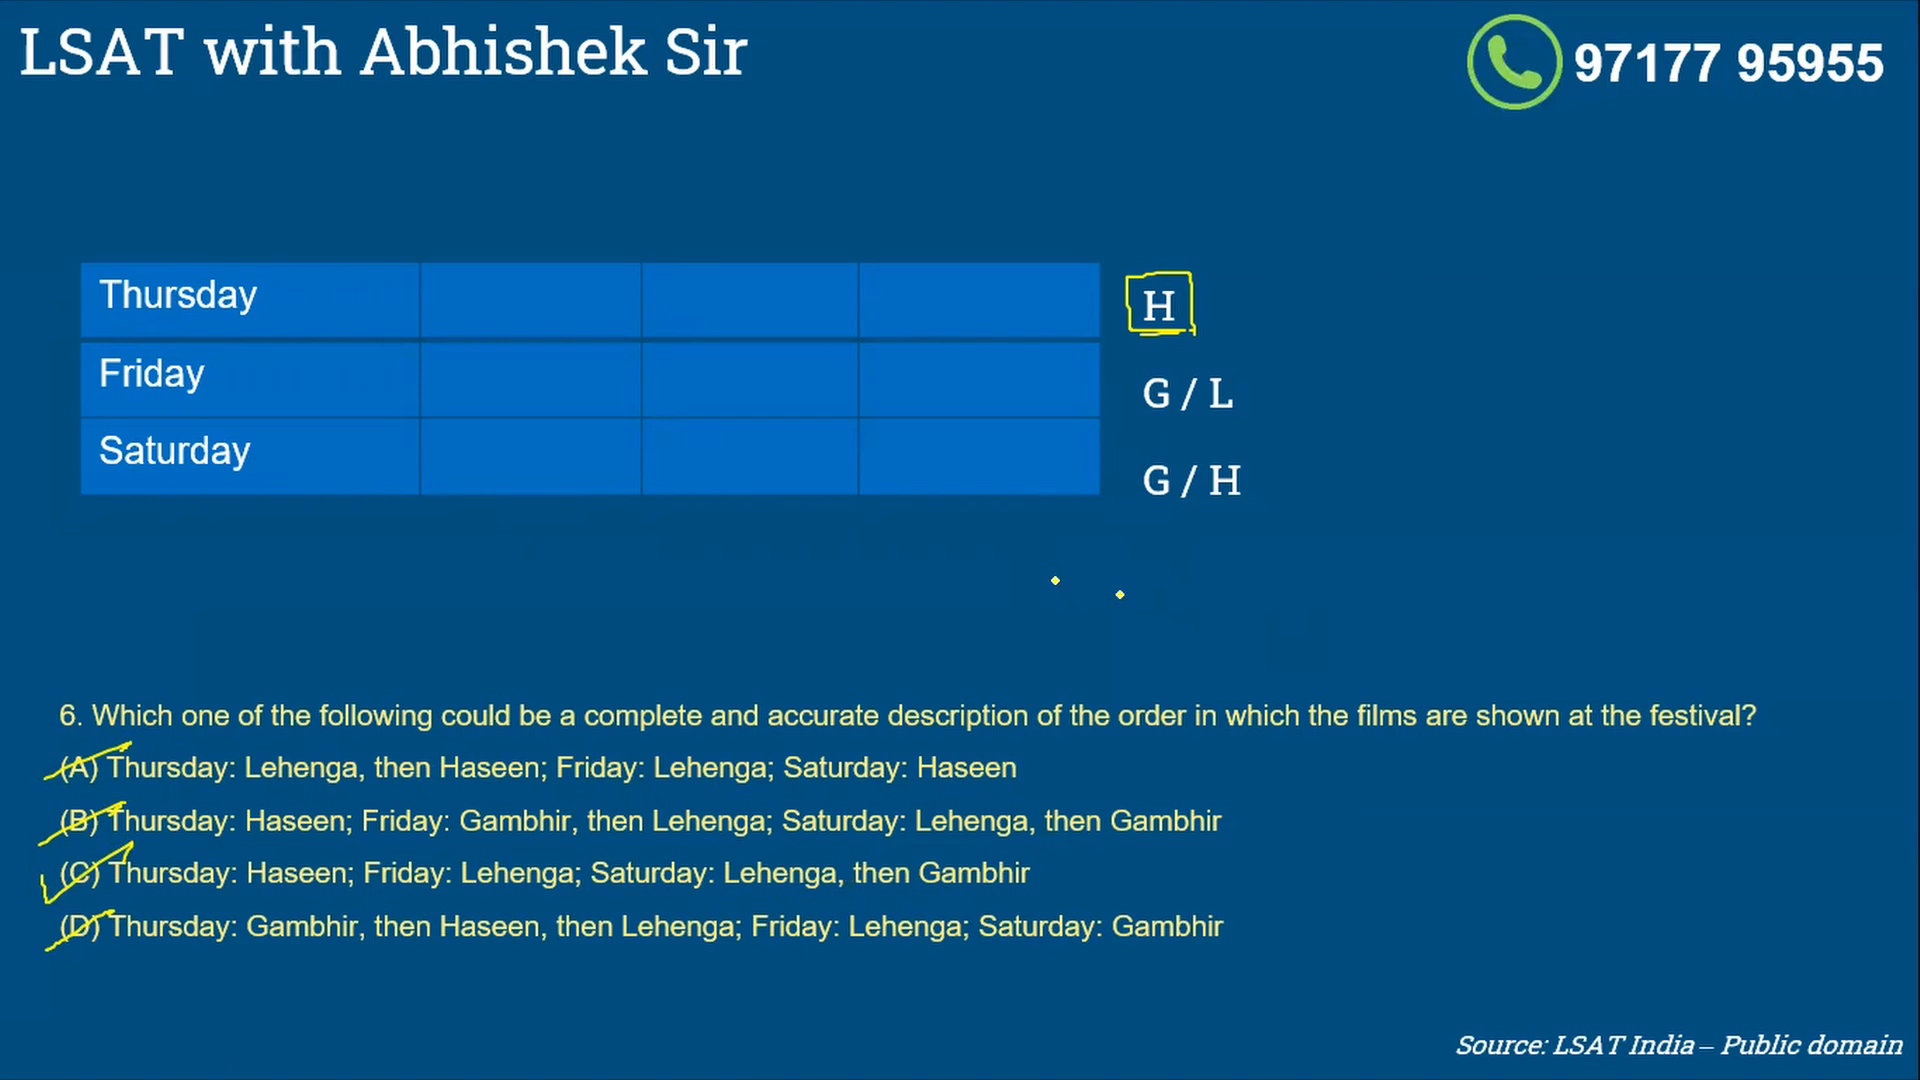 LSAT with Abhishek Sir
97177 95955
Thursday
H
Friday
G / L
Saturday
G / H
6. Which one of the following could be a complete and accurate description of the order in which the films are shown at the festival?
(A) Thursday: Lehenga, then Haseen; Friday: Lehenga; Saturday: Haseen
(B) Thursday: Haseen; Friday: Gambhir, then Lehenga; Saturday: Lehenga, then Gambhir
(C) Thursday: Haseen; Friday: Lehenga; Saturday: Lehenga, then Gambhir
(D) Thursday: Gambhir, then Haseen, then Lehenga; Friday: Lehenga; Saturday: Gambhir
Source: LSAT India – Public domain